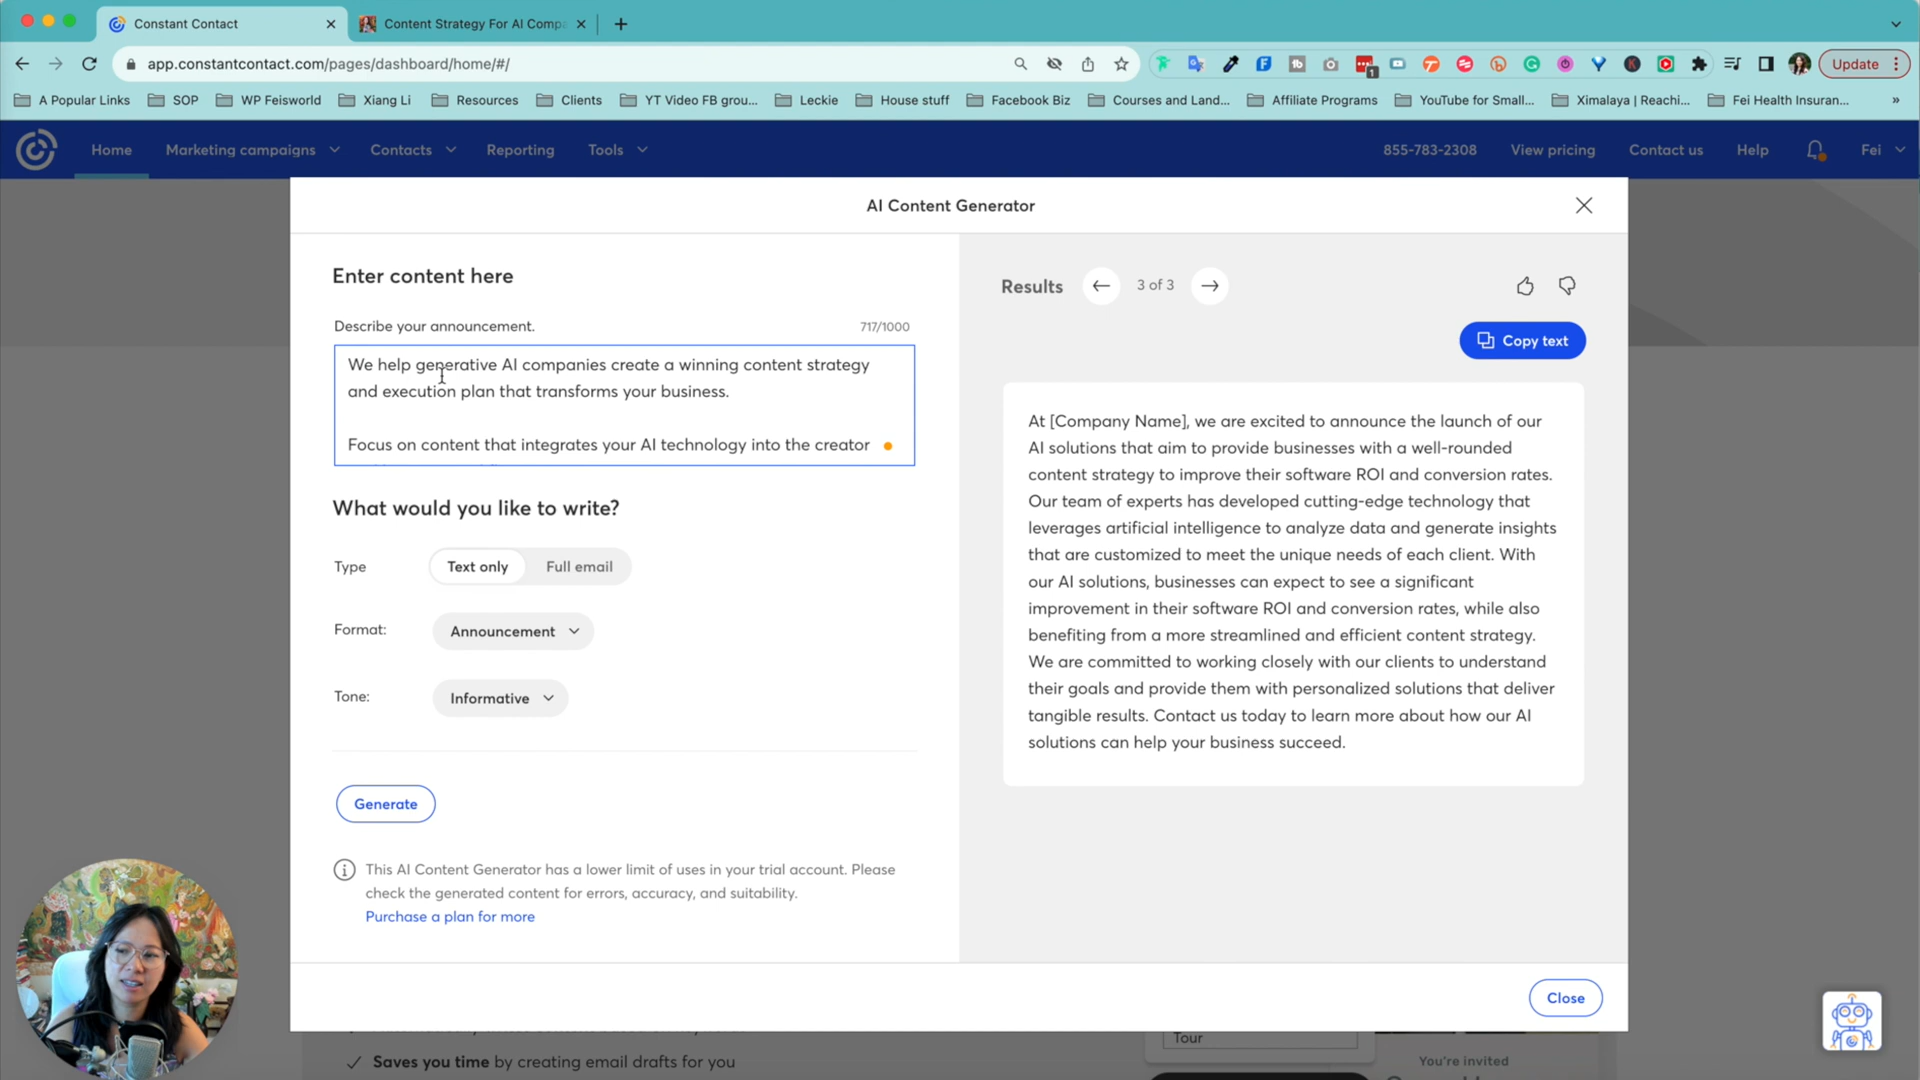 Constant Contact
Content Strategy For AI Compa
app.constantcontact.com/pages/dashboard/home/#/
Update
A Popular Links
SOP
WP Feisworld
Xiang Li
Resources
Clients
YT Video FB grou...
Leckie
House stuff
Facebook Biz
Courses and Land...
Affiliate Programs
YouTube for Small...
Ximalaya | Reachi...
Fei Health Insuran...
»
Home
Marketing campaigns
Contacts
Reporting
Tools
855-783-2308
View pricing
Contact us
Help
Fei
AI Content Generator
Enter content here
Describe your announcement.
717/1000
We help generative AI companies create a winning content strategy
and execution plan that transforms your business.
Focus on content that integrates your AI technology into the creator
What would you like to write?
Type
Text only
Full email
Format:
Announcement
Tone:
Informative
Generate
This AI Content Generator has a lower limit of uses in your trial account. Please
check the generated content for errors, accuracy, and suitability.
Purchase a plan for more
Results
3 of 3
Copy text
At [Company Name], we are excited to announce the launch of our
AI solutions that aim to provide businesses with a well-rounded
content strategy to improve their software ROI and conversion rates.
Our team of experts has developed cutting-edge technology that
leverages artificial intelligence to analyze data and generate insights
that are customized to meet the unique needs of each client. With
our AI solutions, businesses can expect to see a significant
improvement in their software ROI and conversion rates, while also
benefiting from a more streamlined and efficient content strategy.
We are committed to working closely with our clients to understand
their goals and provide them with personalized solutions that deliver
tangible results. Contact us today to learn more about how our AI
solutions can help your business succeed.
Close
Saves you time by creating email drafts for you
Tour
You're invited